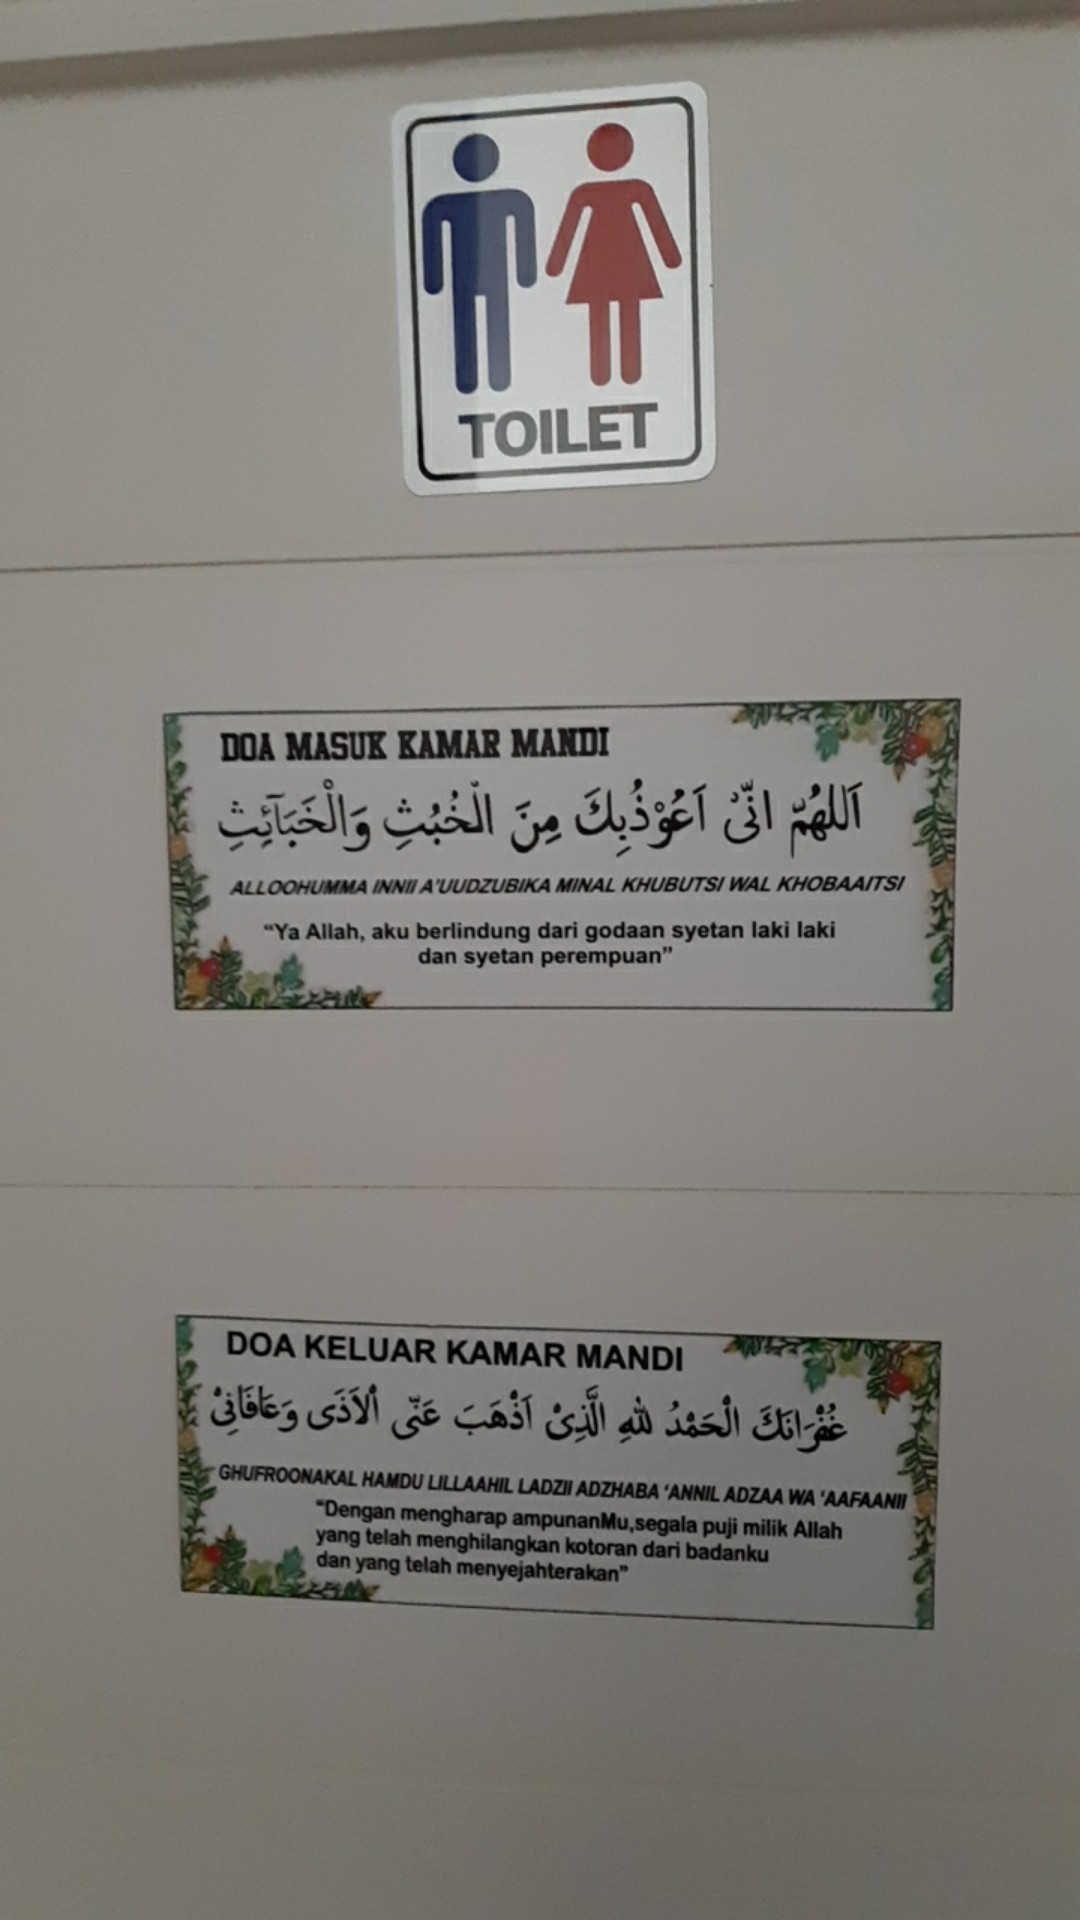 TOILET
DOA MASUK KAMAR MANDI
اَللهُمَّ اِنِّيْ اَعُوْذُبِكَ مِنَ الْخُبُثِ وَالْخَبَآئِثِ
ALLOOHUMMA INNII A'UUDZUBIKA MINAL KHUBUTSI WAL KHOBAAITSI
“Ya Allah, aku berlindung dari godaan syetan laki laki
dan syetan perempuan”
DOA KELUAR KAMAR MANDI
غُفْرَانَكَ الْحَمْدُ لِلّٰهِ الَّذِيْ اَذْهَبَ عَنِّى الْاَذَى وَعَافَانِيْ
GHUFROONAKAL HAMDU LILLAAHIL LADZII ADZHABA 'ANNIL ADZAA WA 'AAFAANII
“Dengan mengharap ampunanMu,segala puji milik Allah
yang telah menghilangkan kotoran dari badanku
dan yang telah menyejahterakan”